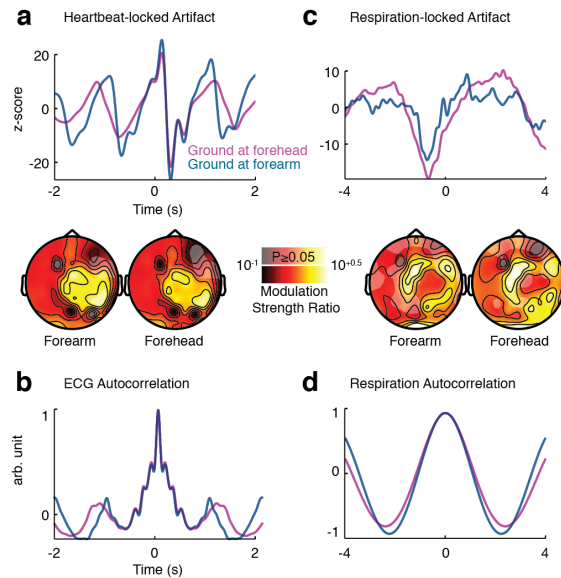 a Heartbeat-locked Artifact
z-score
20
0
-20
Ground at forehead
Ground at forearm
-2 0 2
Time (s)
Forearm Forehead
c Respiration-locked Artifact
10
0
-10
-4 0 4
P≥0.05
10-1 10+0.5
Modulation
Strength Ratio
Forearm Forehead
b ECG Autocorrelation
arb. unit
1
0
-2 0 2
Time (s)
d Respiration Autocorrelation
1
0
-1
-4 0 4